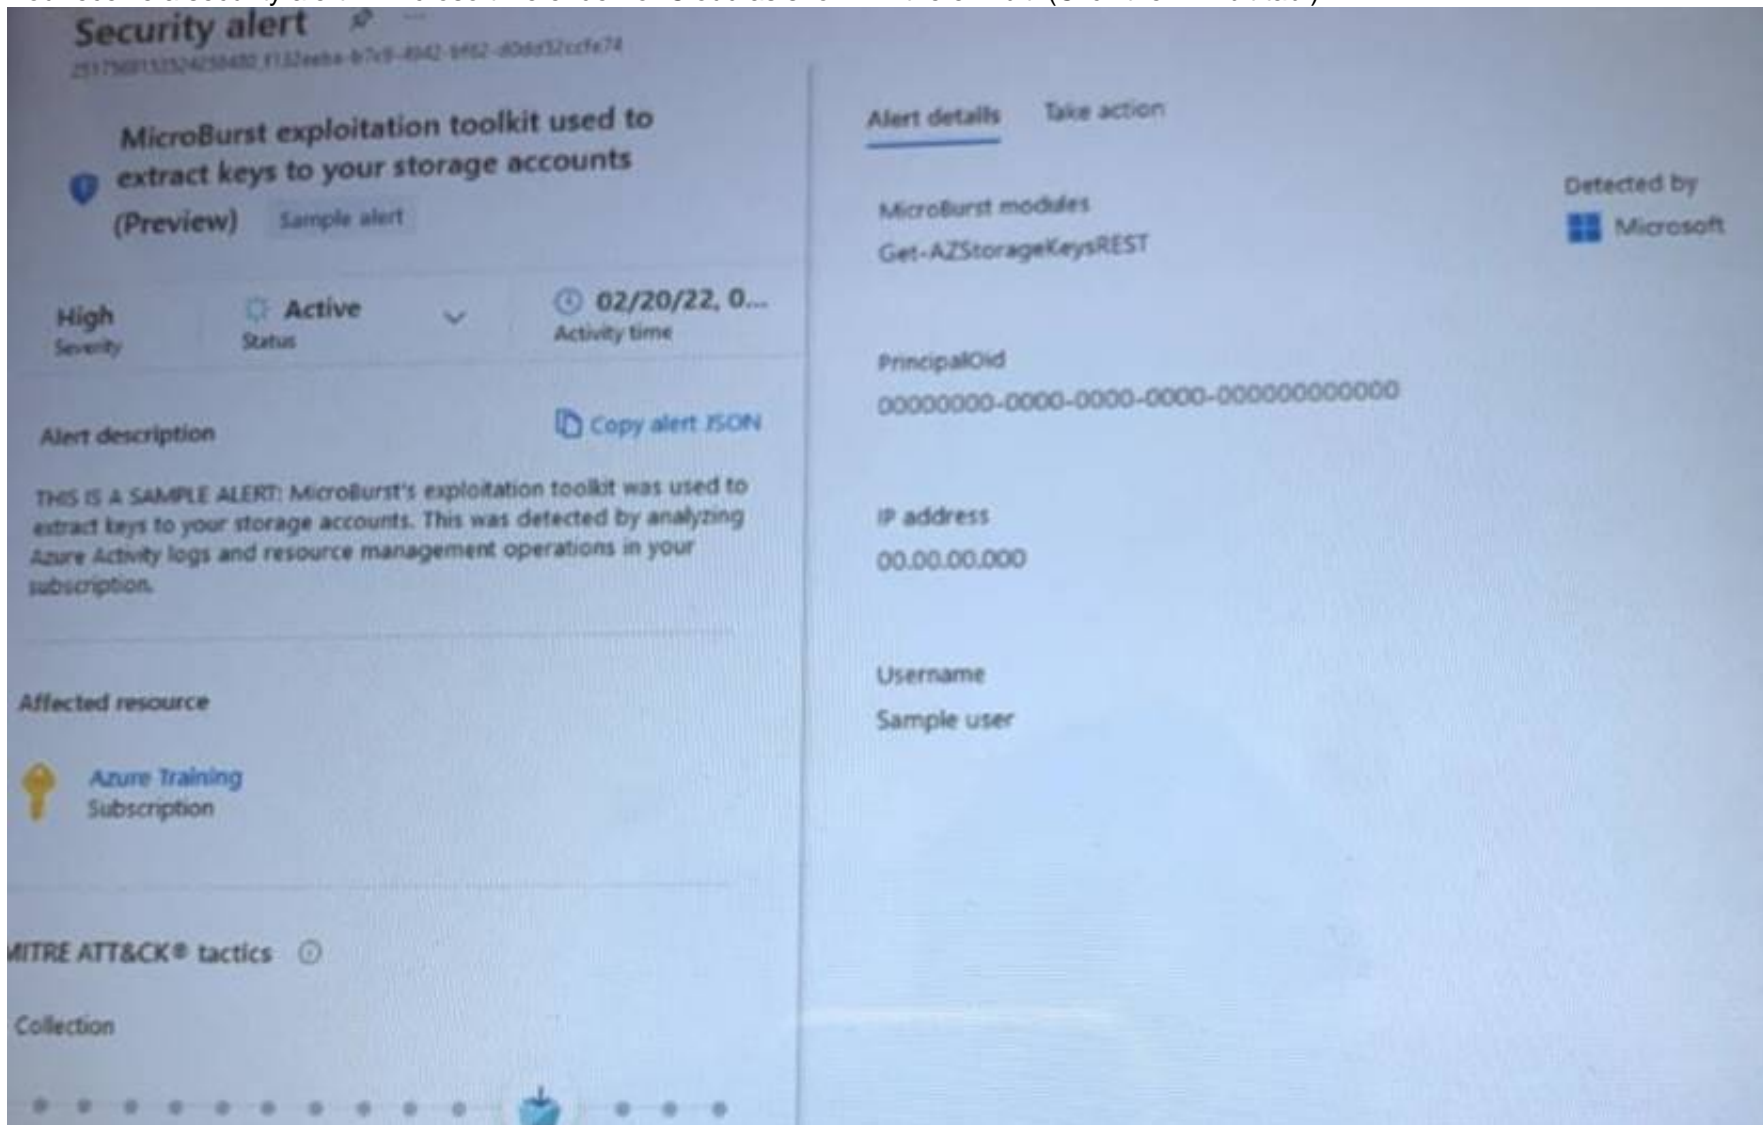 Security alert
MicroBurst exploitation toolkit used to
extract keys to your storage accounts
(Preview) Sample alert
High
Severity
Active
Status
02/20/22, 0...
Activity time
Alert description
Copy alert JSON
THIS IS A SAMPLE ALERT: MicroBurst's exploitation toolkit was used to
extract keys to your storage accounts. This was detected by analyzing
Azure Activity logs and resource management operations in your
subscription.
Affected resource
Azure Training
Subscription
MITRE ATT&CK® tactics
Collection
Alert details Take action
MicroBurst modules
Get-AZStorageKeysREST
Detected by
Microsoft
PrincipalOid
00000000-0000-0000-0000-000000000000
IP address
00.00.00.000
Username
Sample user